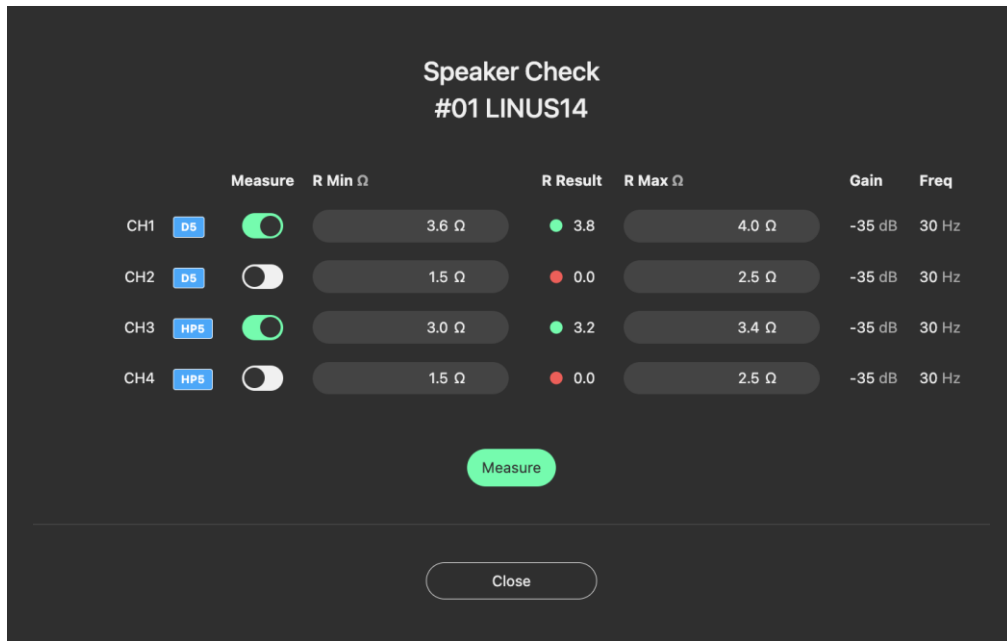 Speaker Check
#01 LINUS14
Measure R Min Ω R Result R Max Ω Gain Freq
CH1 D5 3.6 Ω 3.8 4.0 Ω -35 dB 30 Hz
CH2 D5 1.5 Ω 0.0 2.5 Ω -35 dB 30 Hz
CH3 HP5 3.0 Ω 3.2 3.4 Ω -35 dB 30 Hz
CH4 HP5 1.5 Ω 0.0 2.5 Ω -35 dB 30 Hz
Measure
Close